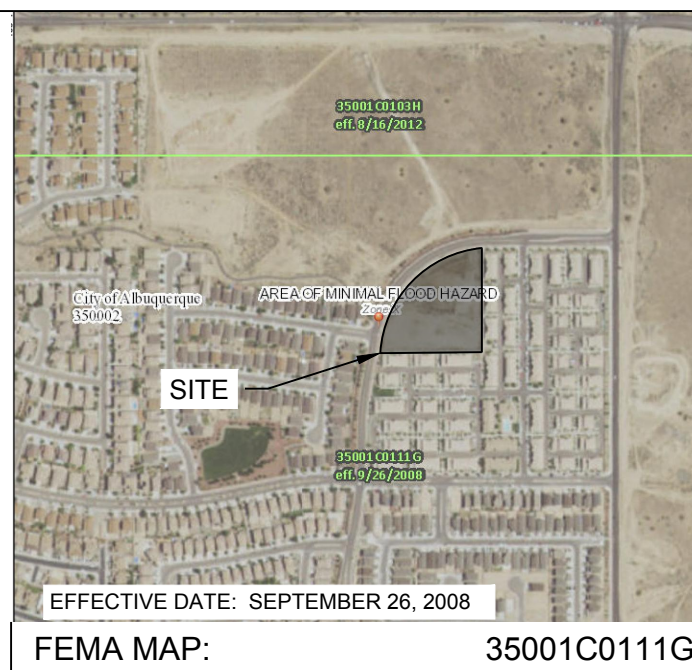 35001C0103H
eff. 8/16/2012
City of Albuquerque
350002
AREA OF MINIMAL FLOOD HAZARD
Zone X
SITE
35001C0111G
eff. 9/26/2008
EFFECTIVE DATE: SEPTEMBER 26, 2008
FEMA MAP: 35001C0111G